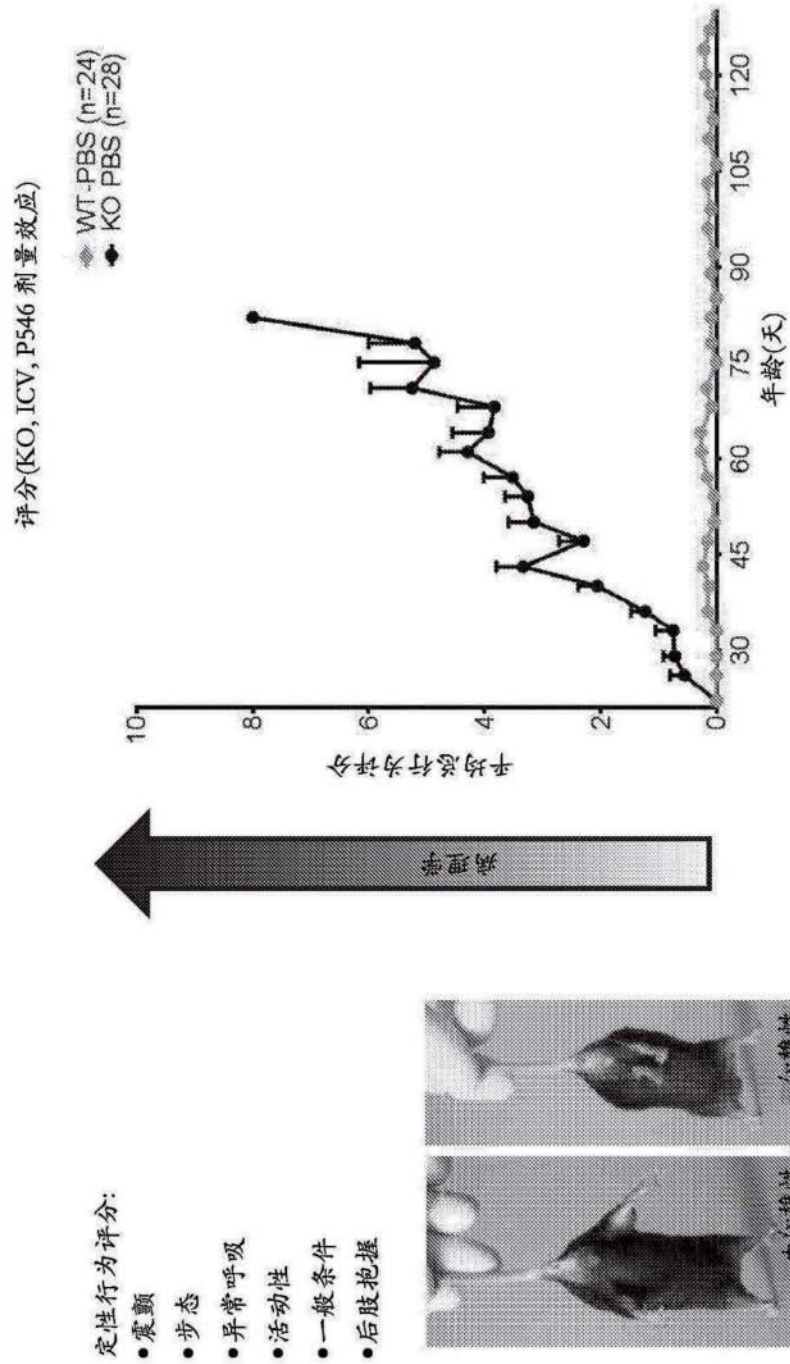 定性行为评分:
●震颤
●步态
●异常呼吸
●活动性
●一般条件
●后肢抱握
病理学
评分(KO, ICV, P546 剂量效应)
WT-PBS (n=24)
KO PBS (n=28)
平均总行为评分
10
8
6
4
2
0
30
45
60
75
90
105
120
年龄(天)